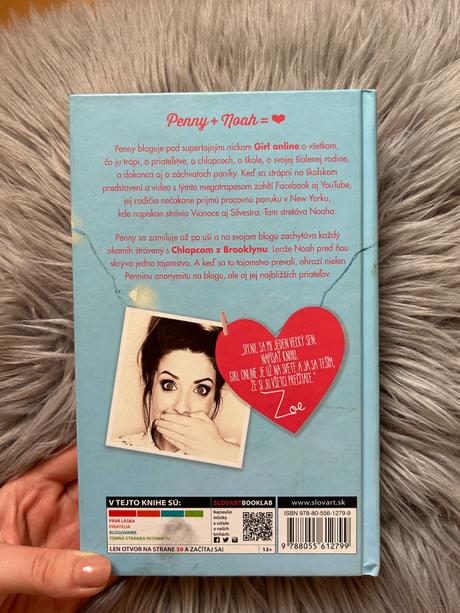 Penny + Noah = ❤
Penny bloguje pod supertajným nickom Girl online o všetkom,
čo ju trápi, o priateľstve, o chlapcoch, o škole, o svojej šialenej rodine,
a dokonca aj o záchvatoch paniky. Keď sa strápni na školskom
predstavení a video s týmto megatrapasom zahltí Facebook aj YouTube,
jej rodičia nečakane prijmú pracovnú ponuku v New Yorku,
kde napokon strávia Vianoce aj Silvestra. Tam stretáva Noaha.
Penny sa zamiluje až po uši a na svojom blogu zachytáva každý
okamih strávený s Chlapcom z Brooklynu. Lenže Noah pred ňou
skrýva jedno tajomstvo. A keď sa to tajomstvo prevalí, ohrozí nielen
Penninu anonymitu na blogu, ale aj jej najbližších priateľov.
„SPLNIL SA MI JEDEN VEĽKÝ SEN:
NAPÍSAŤ KNIHU.
GIRL ONLINE JE UŽ NA SVETE A JA SA TEŠÍM,
ŽE SI JU VŠETCI PREČÍTATE.“
Zoe
V TEJTO KNIHE SÚ:
PRVÁ LÁSKA
PRIATELIA
BLOGOVANIE
TEMNÁ STRÁNKA INTERNETU
LEN OTVOR NA STRANE 50 A ZAČÍTAJ SA!
SLOVARTBOOKLAB
Najnovšie
infošky
a súťaže
o našich
knihách:
12+
www.slovart.sk
ISBN 978-80-556-1279-9
9 788055 612799